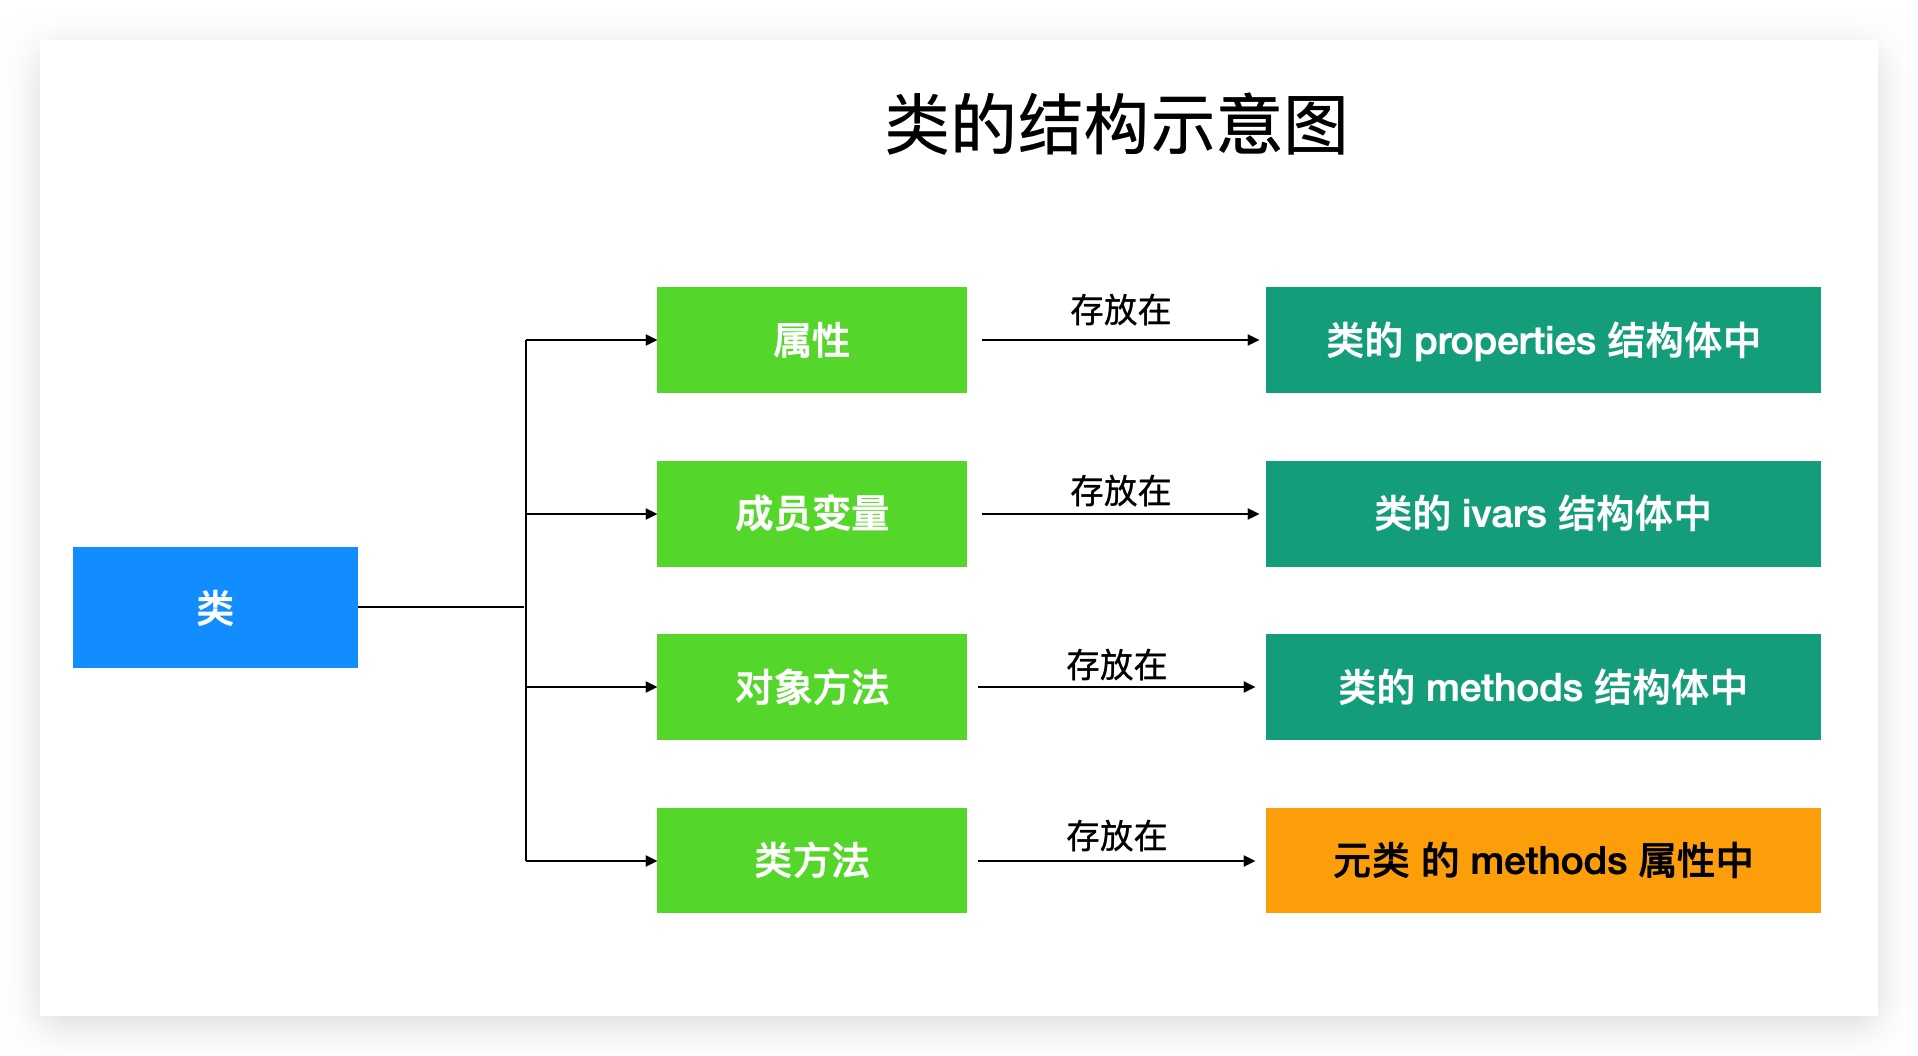 类的结构示意图
属性
存放在
类的 properties 结构体中
成员变量
存放在
类的 ivars 结构体中
类
对象方法
存放在
类的 methods 结构体中
类方法
存放在
元类 的 methods 属性中